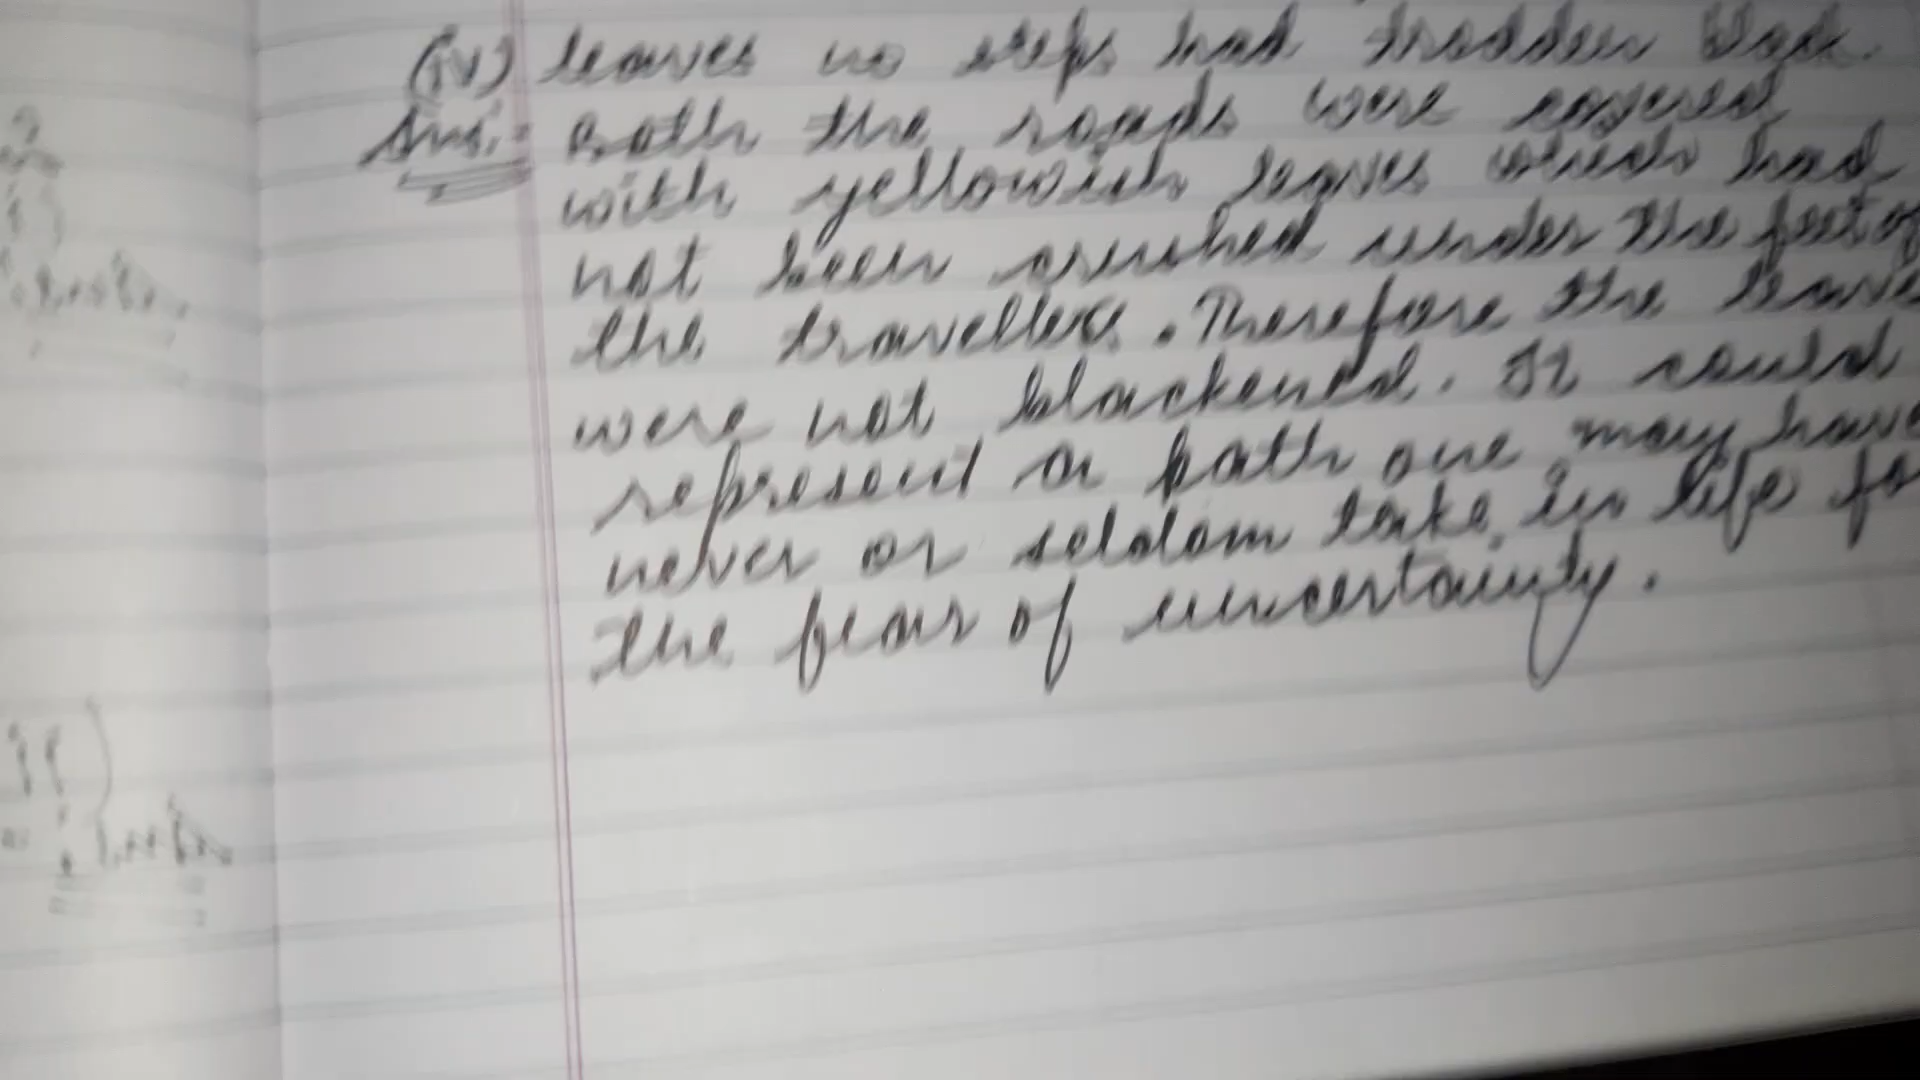 (iv) leaves no steps had trodden black.
Ans:- Both the roads were covered
with yellowish leaves which had
not been crushed under the feet of
the travellers. Therefore the leave
were not blackened. It could
represent a path one may have
never or seldom take in life fo
the fear of uncertainty.